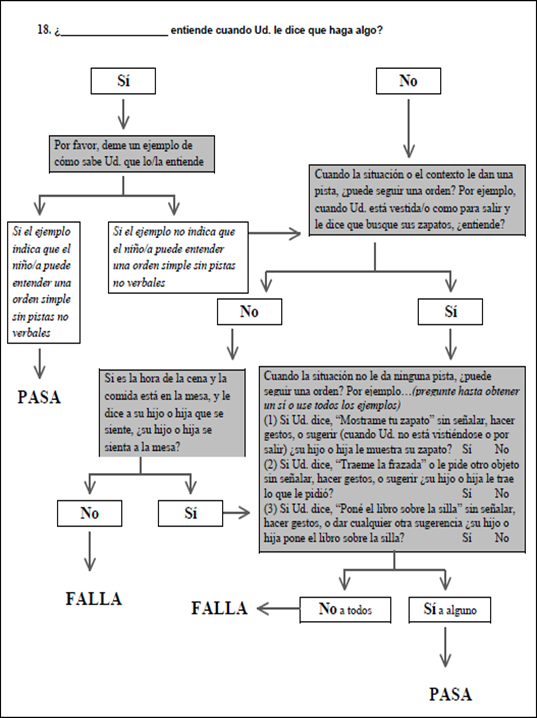 18. ¿____________________ entiende cuando Ud. le dice que haga algo?
Sí
No
Por favor, deme un ejemplo de
cómo sabe Ud. que lo/la entiende
Cuando la situación o el contexto le dan una
pista, ¿puede seguir una orden? Por ejemplo,
cuando Ud. está vestida/o como para salir y
le dice que busque sus zapatos, ¿entiende?
Si el ejemplo
indica que el
niño/a puede
entender una
orden simple
sin pistas no
verbales
Si el ejemplo no indica que
el niño/a puede entender
una orden simple sin pistas
no verbales
No
Sí
PASA
Si es la hora de la cena y la
comida está en la mesa, y le
dice a su hijo o hija que se
siente, ¿su hijo o hija se
sienta a la mesa?
Cuando la situación no le da ninguna pista, ¿puede
seguir una orden? Por ejemplo…(pregunte hasta obtener
un sí o use todos los ejemplos)
(1) Si Ud. dice, “Mostrame tu zapato” sin señalar, hacer
gestos, o sugerir (cuando Ud. no está vistiéndose o por
salir) ¿su hijo o hija le muestra su zapato? Sí No
(2) Si Ud. dice, “Traeme la frazada” o le pide otro objeto
sin señalar, hacer gestos, o sugerir ¿su hijo o hija le trae
lo que le pidió? Sí No
(3) Si Ud. dice, “Poné el libro sobre la silla” sin señalar,
hacer gestos, o dar cualquier otra sugerencia ¿su hijo o
hija pone el libro sobre la silla? Sí No
No
Sí
FALLA
FALLA
No a todos
Sí a alguno
PASA